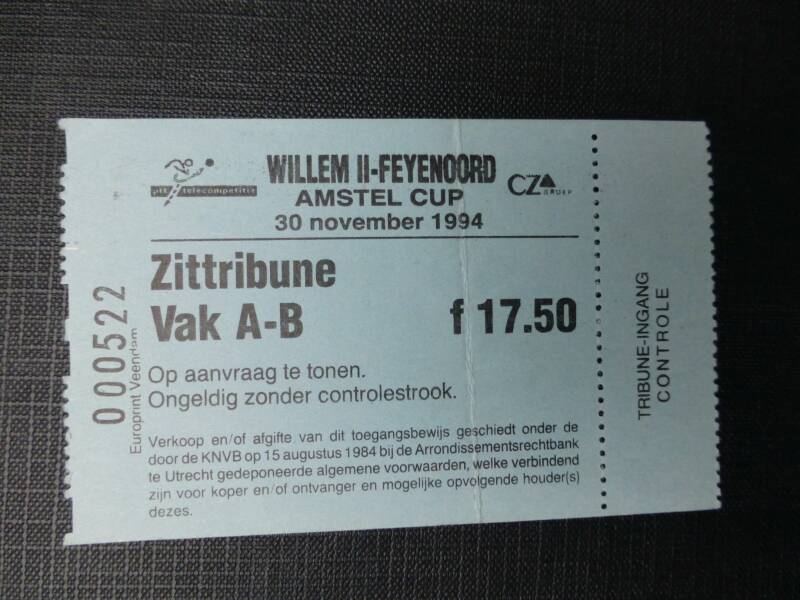 WILLEM II-FEYENOORD
AMSTEL CUP
30 november 1994
ptt telecompetitie
CZ
GROEP
Zittribune
Vak A-B
f 17.50
Op aanvraag te tonen.
Ongeldig zonder controlestrook.
Verkoop en/of afgifte van dit toegangsbewijs geschiedt onder de
door de KNVB op 15 augustus 1984 bij de Arrondissementsrechtbank
te Utrecht gedeponeerde algemene voorwaarden, welke verbindend
zijn voor koper en/of ontvanger en mogelijke opvolgende houder(s)
dezes.
000522
Europrint Veendam
TRIBUNE-INGANG
CONTROLE